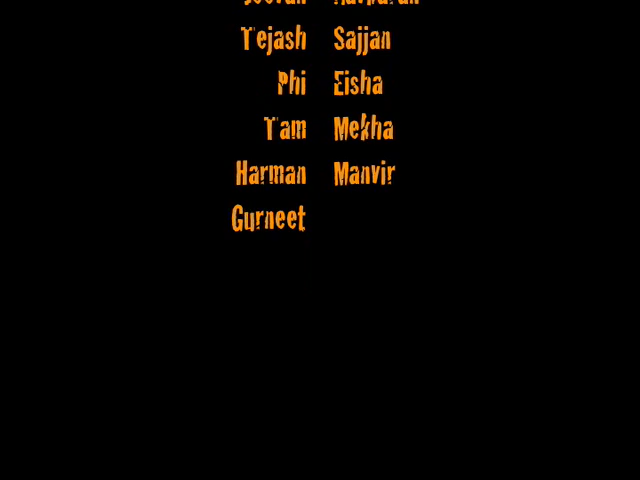 Tejash Sajjan
Phi Eisha
Tam Mekha
Harman Manvir
Gurneet